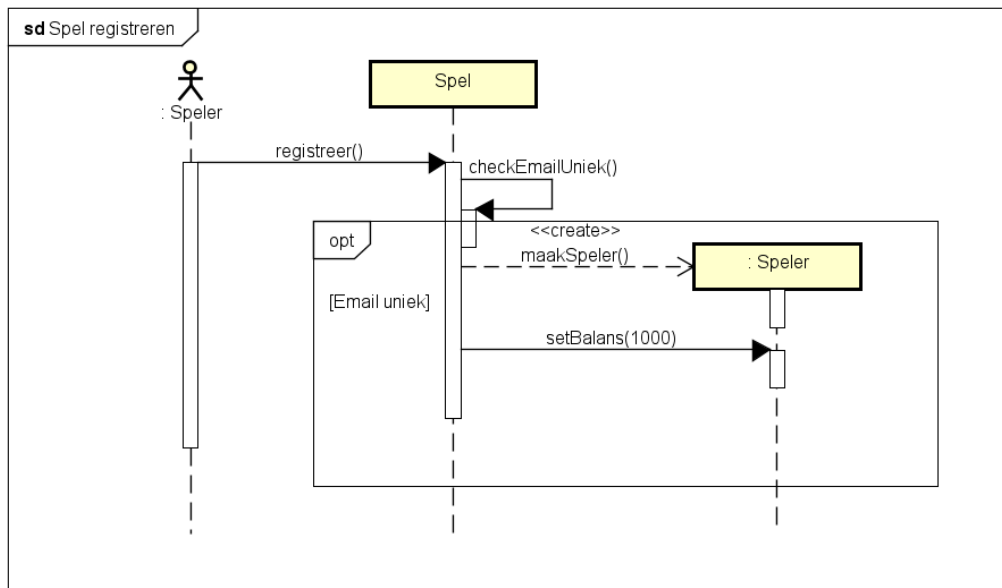 sd Spel registreren
: Speler
Spel
registreer()
checkEmailUniek()
opt
<<create>>
maakSpeler()
: Speler
[Email uniek]
setBalans(1000)